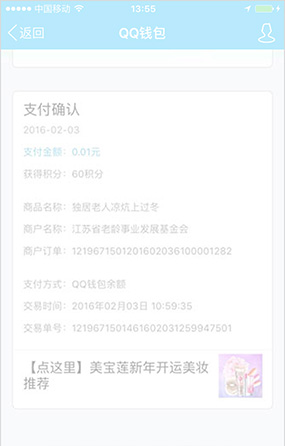 中国移动 13:55
返回 QQ钱包
支付确认
2016-02-03
支付金额：0.01元
获得积分：60积分
商品名称：独居老人凉炕上过冬
商户名称：江苏省老龄事业发展基金会
商户订单：1219671501201602036100001282
支付方式：QQ钱包余额
交易时间：2016年02月03日 10:59:35
交易单号：1219671501461602031259947501
【点这里】美宝莲新年开运美妆
推荐